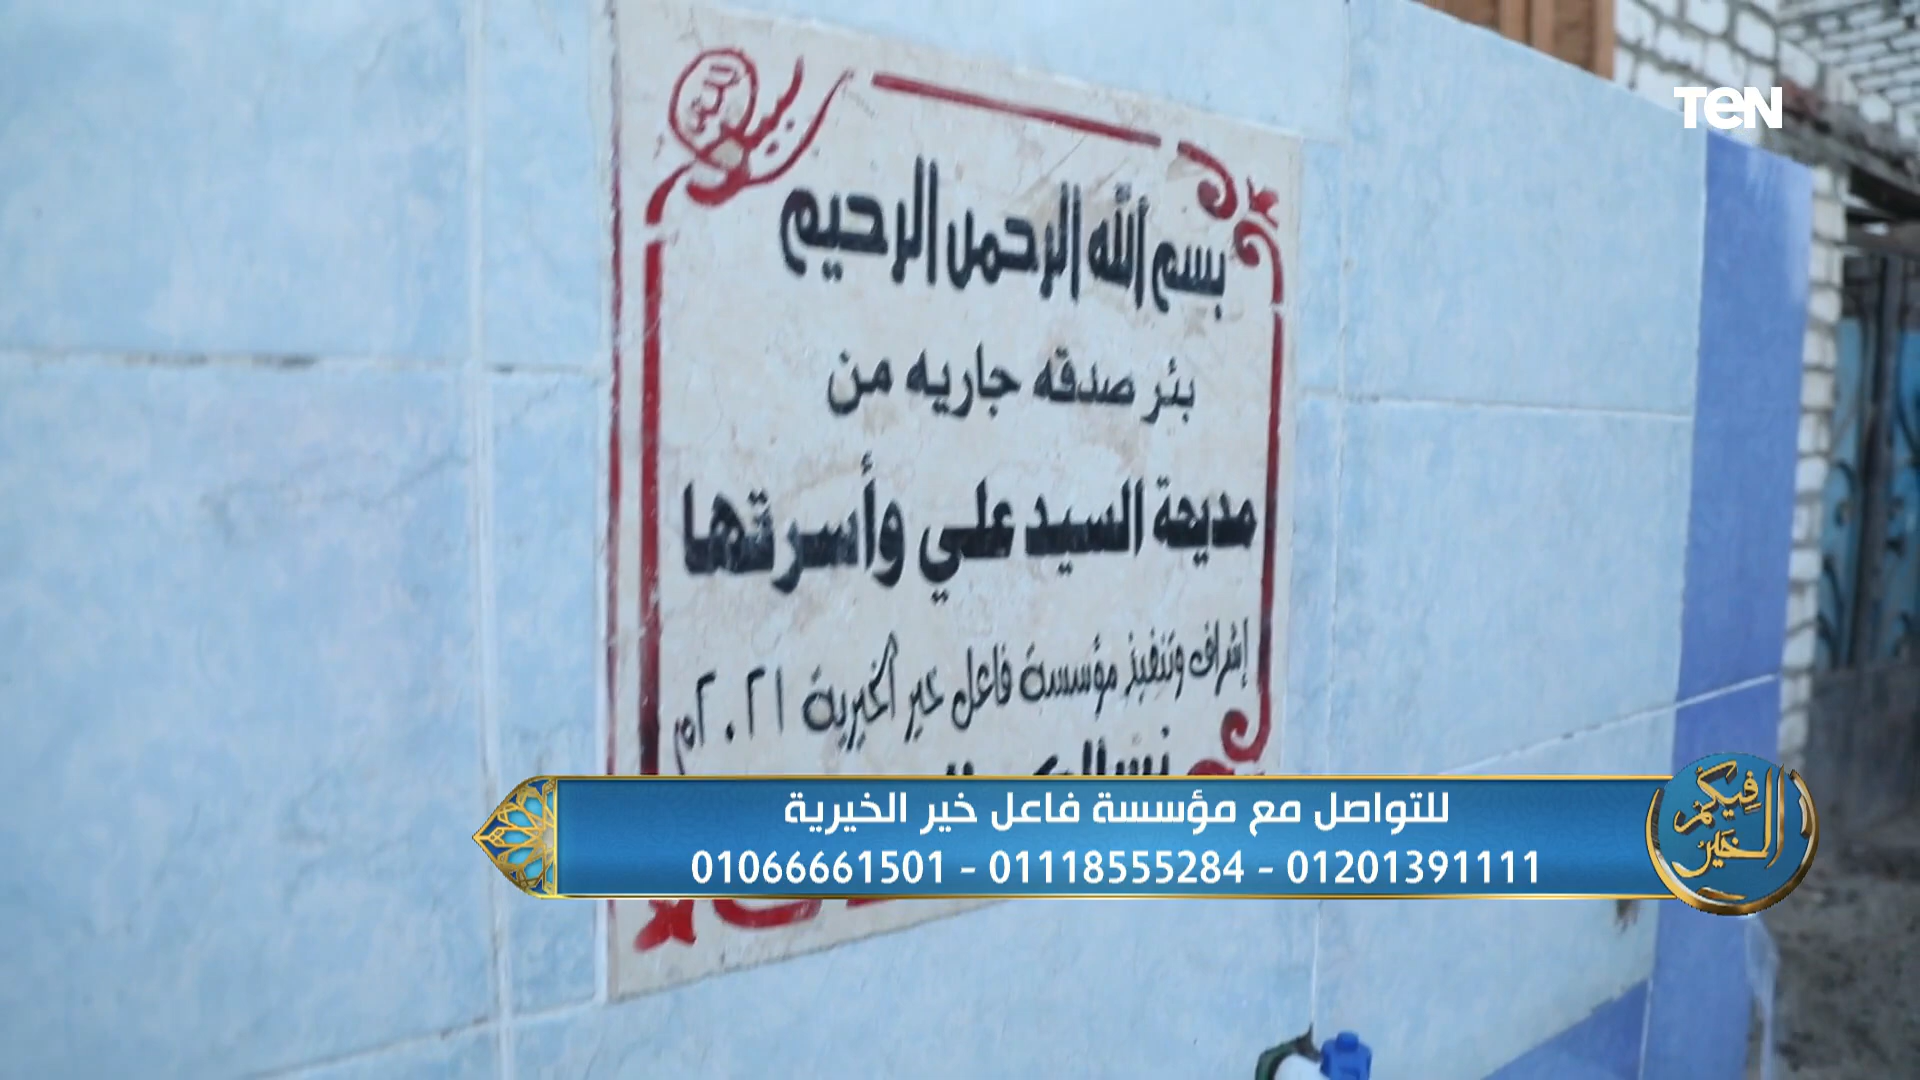 TeN
بسم الله الرحمن الرحيم
بئر صدقه جاريه من
مديحة السيد علي وأسرتها
إشراف وتنفيذ مؤسسة فاعل خير الخيرية ٢٠٢١م
للتواصل مع مؤسسة فاعل خير الخيرية
01066661501 - 01118555284 - 01201391111
فيكم الخير